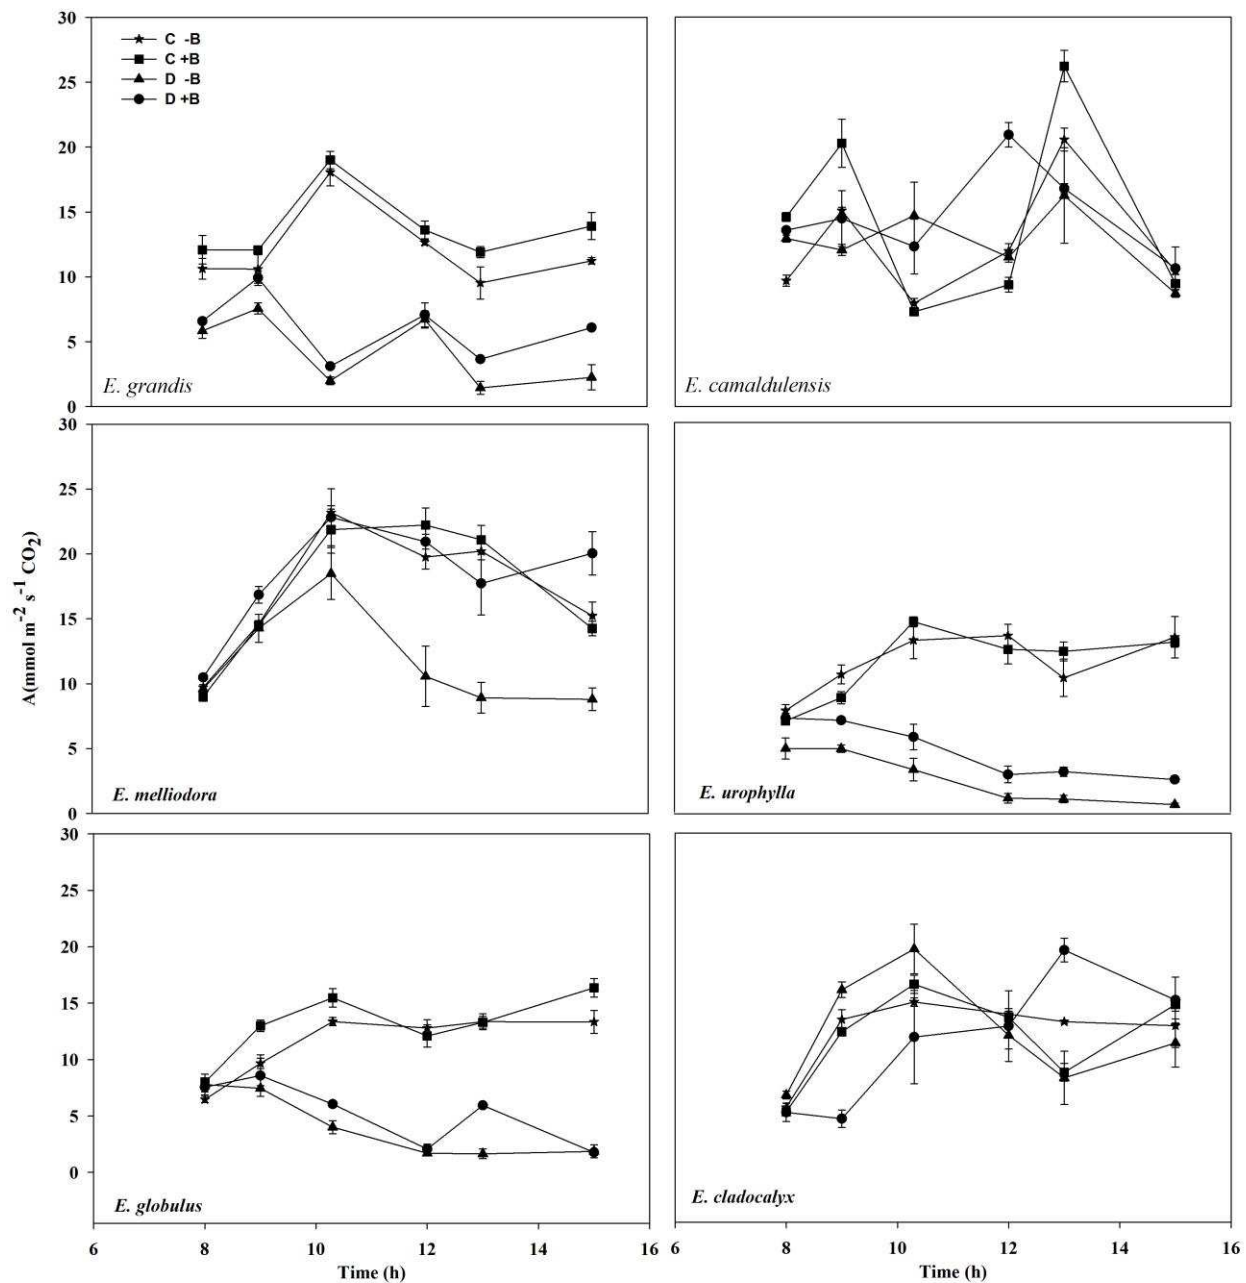 30
25
20
15
10
5
0
C -B
C +B
D -B
D +B
E. grandis
E. camaldulensis
A(mmol m⁻² s⁻¹ CO₂)
30
25
20
15
10
5
0
E. melliodora
E. urophylla
30
25
20
15
10
5
0
E. globulus
E. cladocalyx
6 8 10 12 14 16
6 8 10 12 14 16
Time (h)
Time (h)